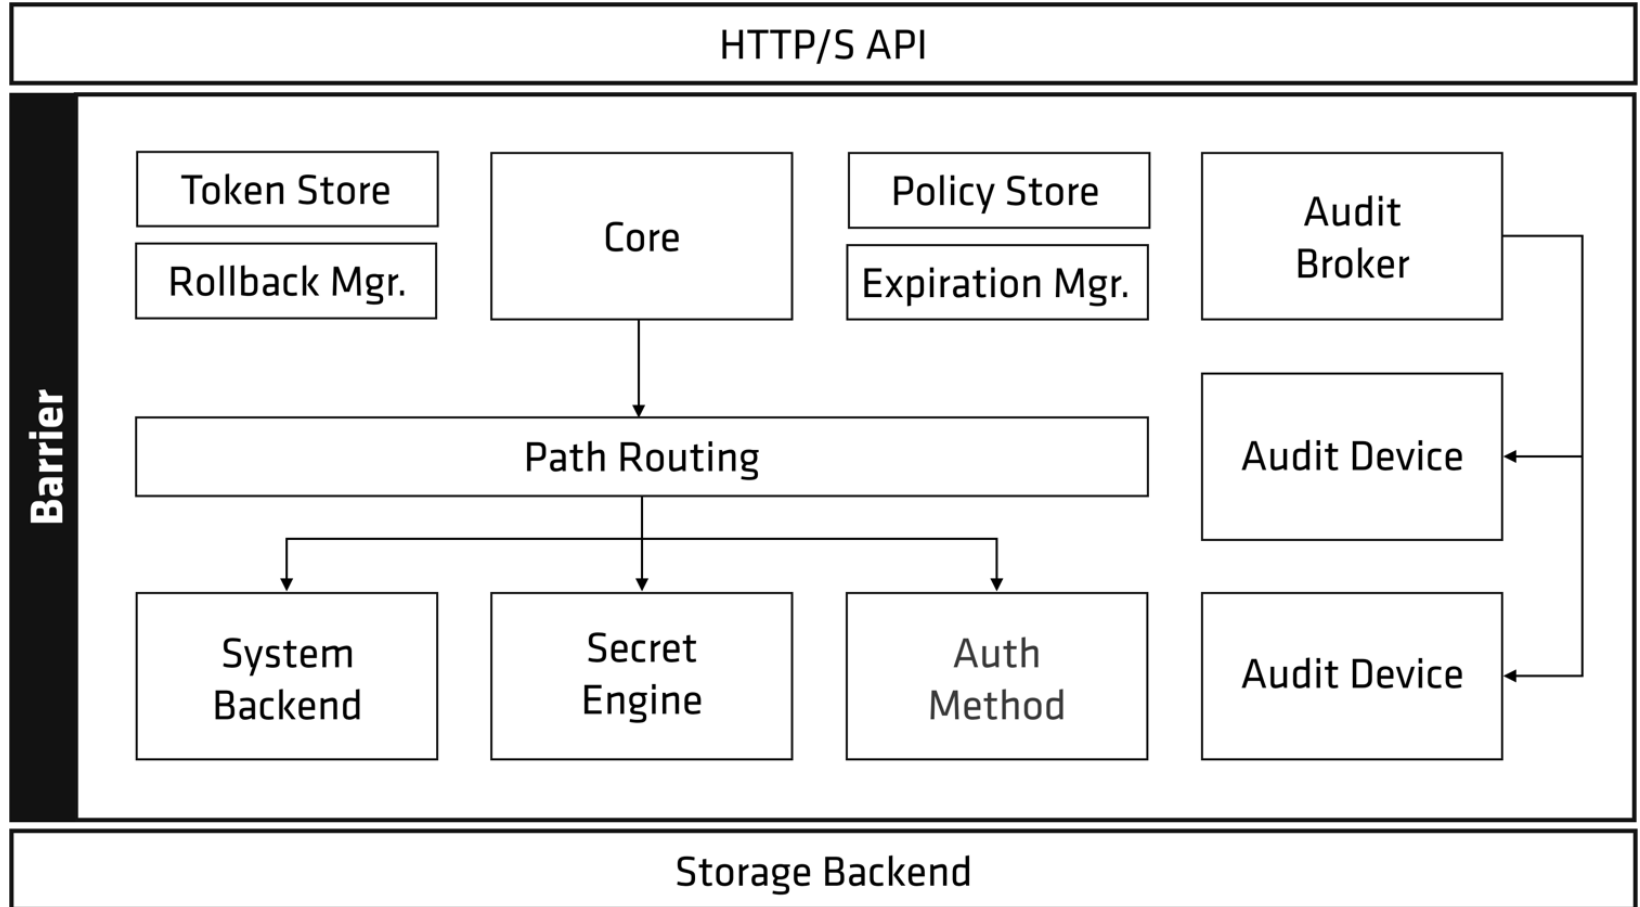 HTTP/S API
Barrier
Token Store
Rollback Mgr.
Core
Policy Store
Expiration Mgr.
Audit
Broker
Path Routing
Audit Device
System
Backend
Secret
Engine
Auth
Method
Audit Device
Storage Backend